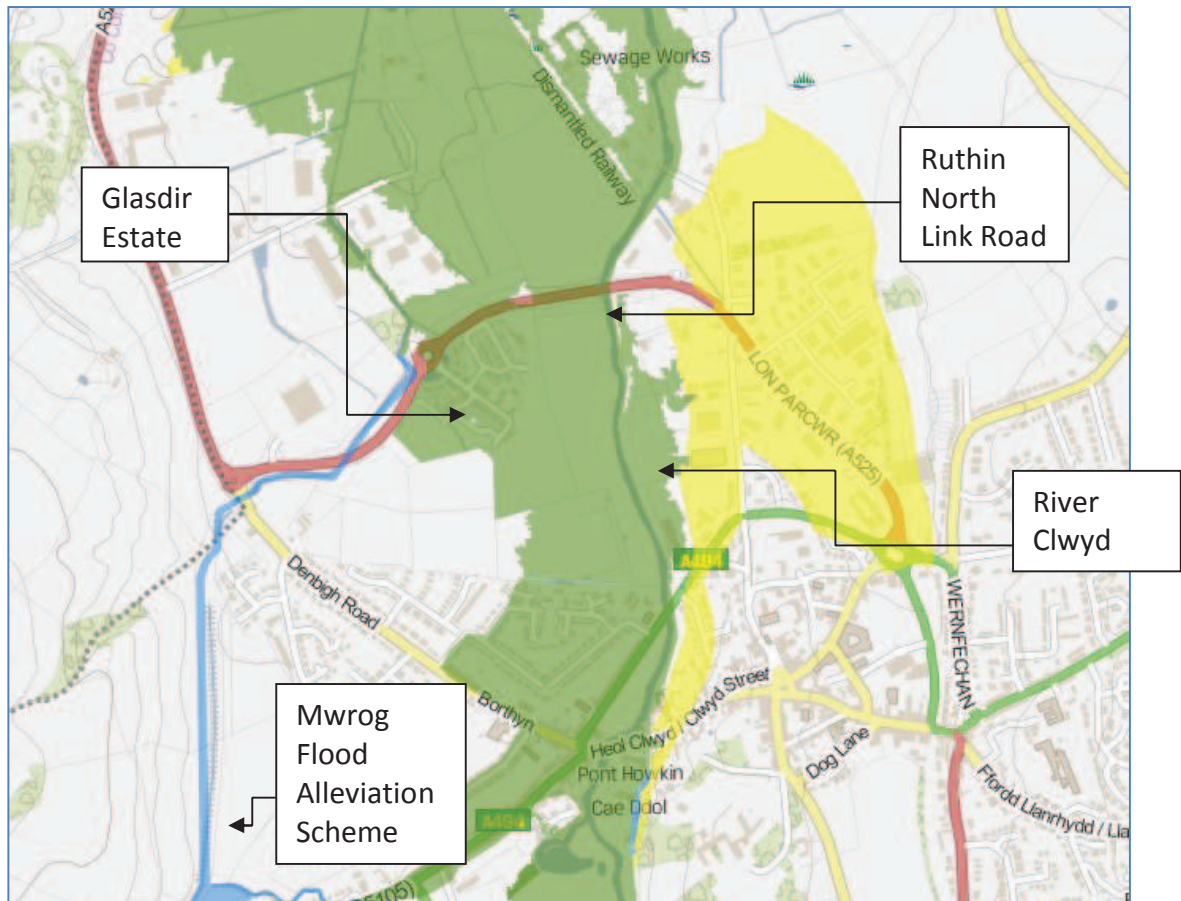 A52
Sewage Works
Dismantled Railway
Ruthin
North
Link Road
Glasdir
Estate
LON PARCWR (A525)
River
Clwyd
A494
Denbigh Road
WERNFECHAN
Borthyn
Heol Clwyd / Clwyd Street
Mwrog
Flood
Alleviation
Scheme
Pont Howkin
Dog Lane
Cae Ddol
Ffordd Llanrhydd / Lla
A494
B5105)